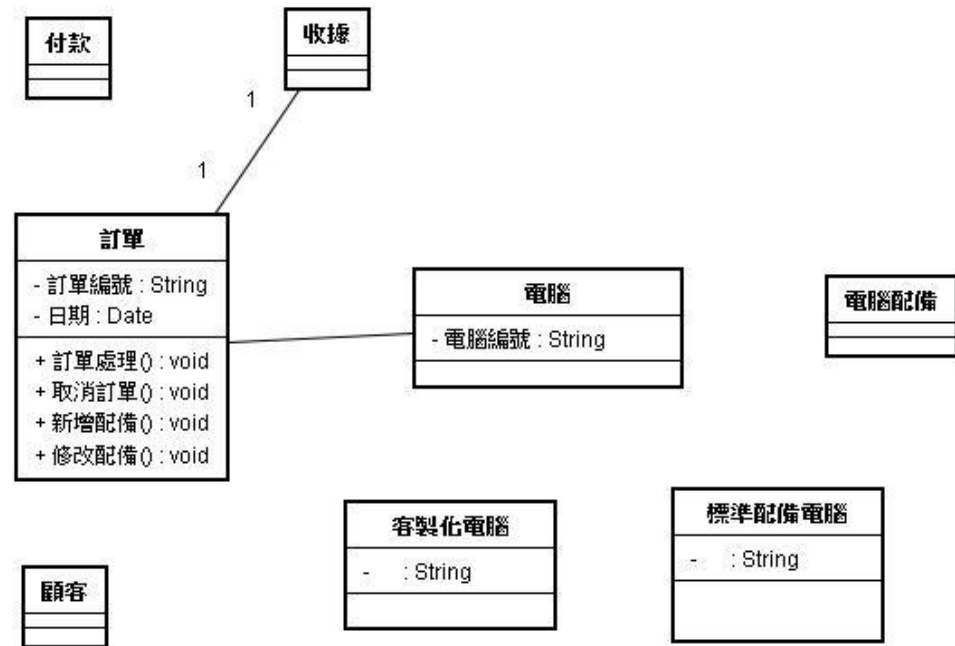 付款
收據
1
1
訂單
- 訂單編號 : String
- 日期 : Date
+ 訂單處理() : void
+ 取消訂單() : void
+ 新增配備() : void
+ 修改配備() : void
電腦
- 電腦編號 : String
電腦配備
客製化電腦
- : String
標準配備電腦
- : String
顧客